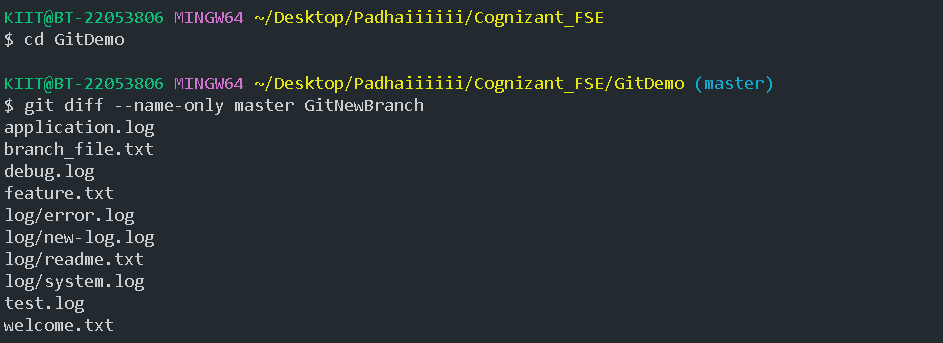 KIIT@BT-22053806 MINGW64 ~/Desktop/Padhaiiiiii/Cognizant_FSE
$ cd GitDemo
KIIT@BT-22053806 MINGW64 ~/Desktop/Padhaiiiiii/Cognizant_FSE/GitDemo (master)
$ git diff --name-only master GitNewBranch
application.log
branch_file.txt
debug.log
feature.txt
log/error.log
log/new-log.log
log/readme.txt
log/system.log
test.log
welcome.txt